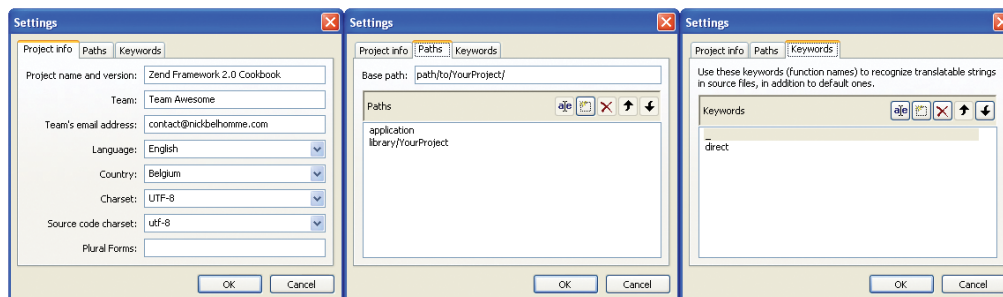 Settings
Project info Paths Keywords
Project name and version: Zend Framework 2.0 Cookbook
Team: Team Awesome
Team's email address: contact@nickbelhomme.com
Language: English
Country: Belgium
Charset: UTF-8
Source code charset: utf-8
Plural Forms:
OK Cancel
Settings
Project info Paths Keywords
Base path: path/to/YourProject/
Paths
application
library/YourProject
OK Cancel
Settings
Project info Paths Keywords
Use these keywords (function names) to recognize translatable strings
in source files, in addition to default ones.
Keywords
_
direct
OK Cancel